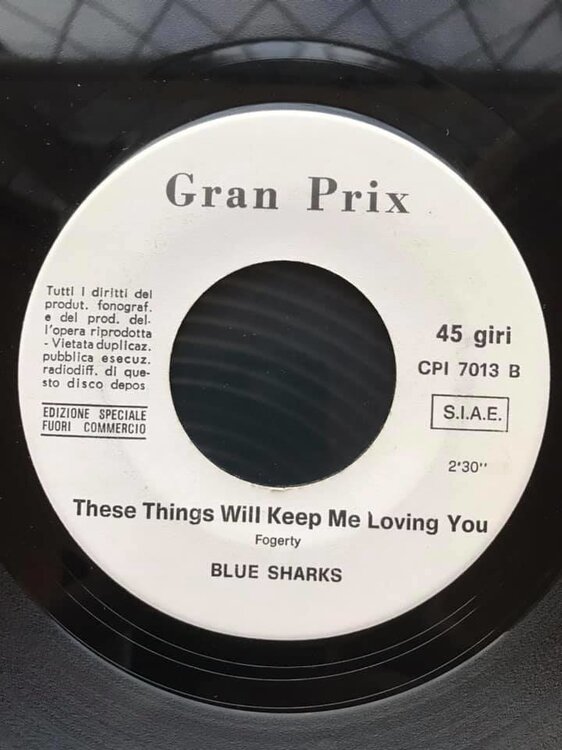 Gran Prix
Tutti i diritti del
produt. fonograf.
e del prod. del-
l'opera riprodotta
- Vietata duplicaz.
pubblica esecuz.
radiodiff. di que-
sto disco depos
EDIZIONE SPECIALE
FUORI COMMERCIO
45 giri
CPI 7013 B
S.I.A.E.
2'30''
These Things Will Keep Me Loving You
Fogerty
BLUE SHARKS